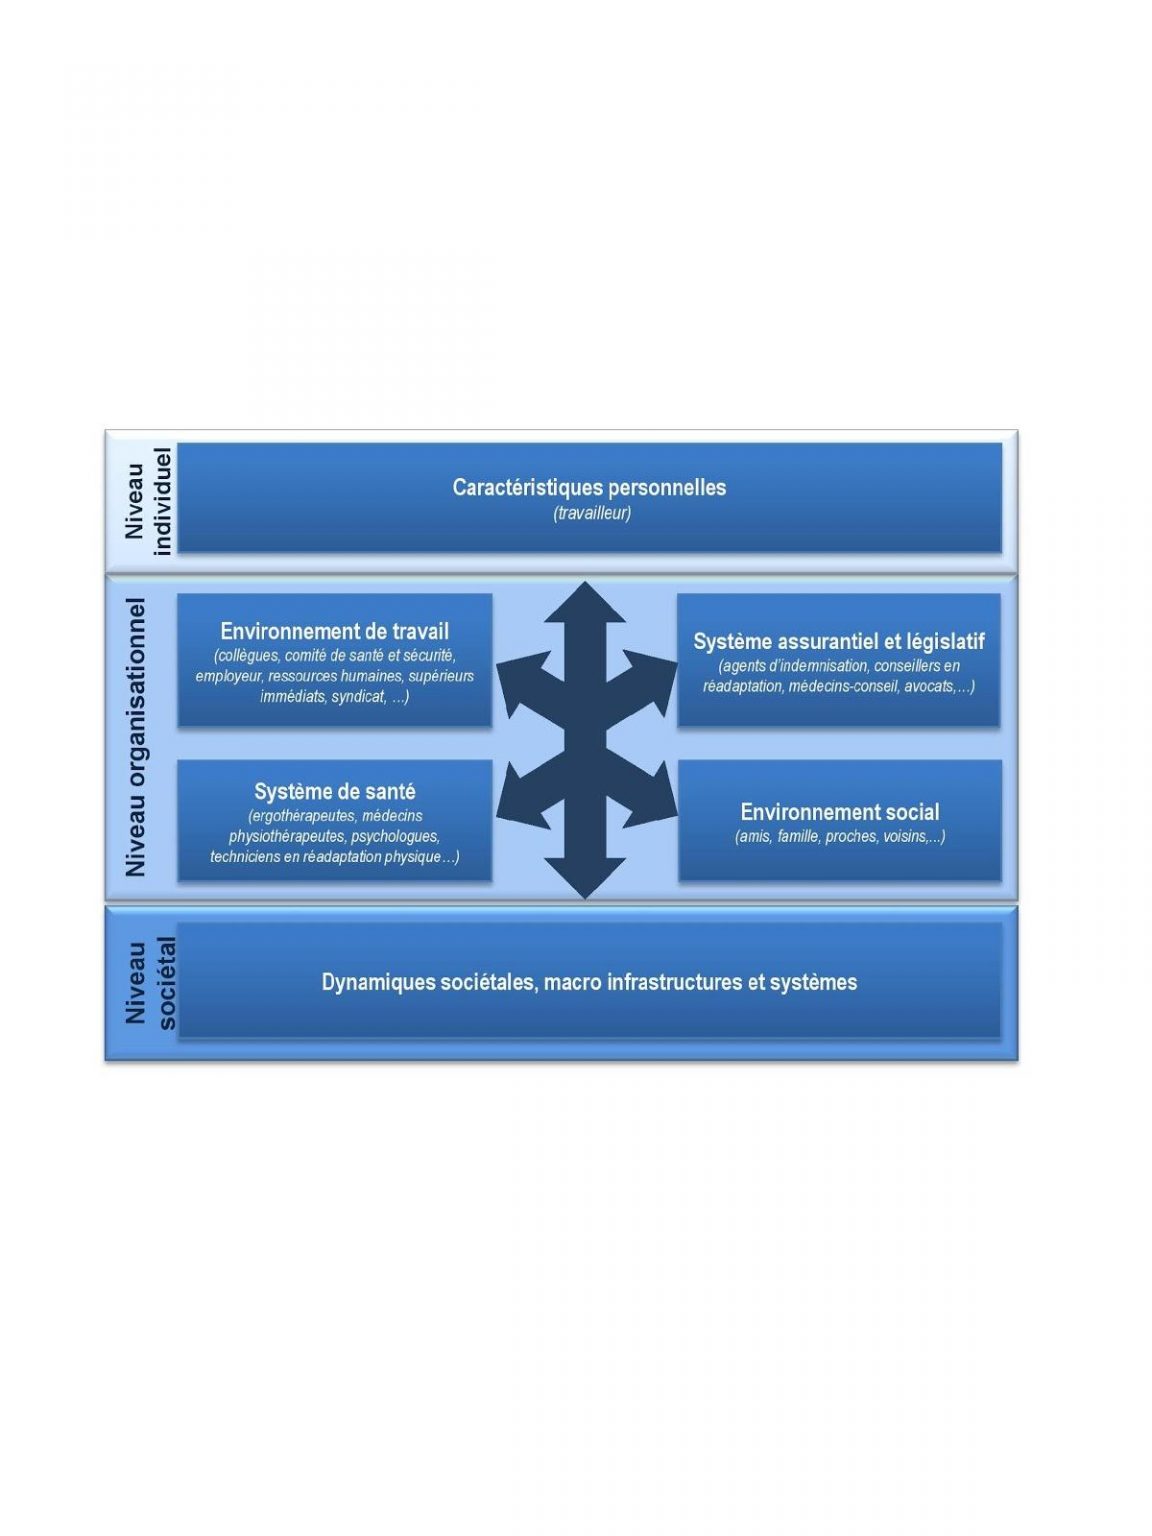 Niveau
individuel
Caractéristiques personnelles
(travailleur)
Niveau organisationnel
Environnement de travail
(collègues, comité de santé et sécurité,
employeur, ressources humaines, supérieurs
immédiats, syndicat, …)
Système assurantiel et législatif
(agents d'indemnisation, conseillers en
réadaptation, médecins-conseil, avocats,…)
Système de santé
(ergothérapeutes, médecins
physiothérapeutes, psychologues,
techniciens en réadaptation physique…)
Environnement social
(amis, famille, proches, voisins,...)
Niveau
sociétal
Dynamiques sociétales, macro infrastructures et systèmes